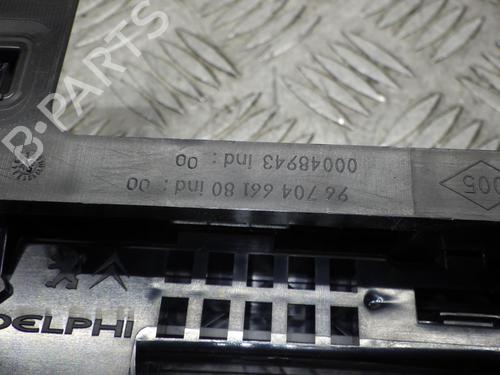 B-PARTS
96 704 661 80 ind : 00
00048943 ind : 00
005
DELPHI